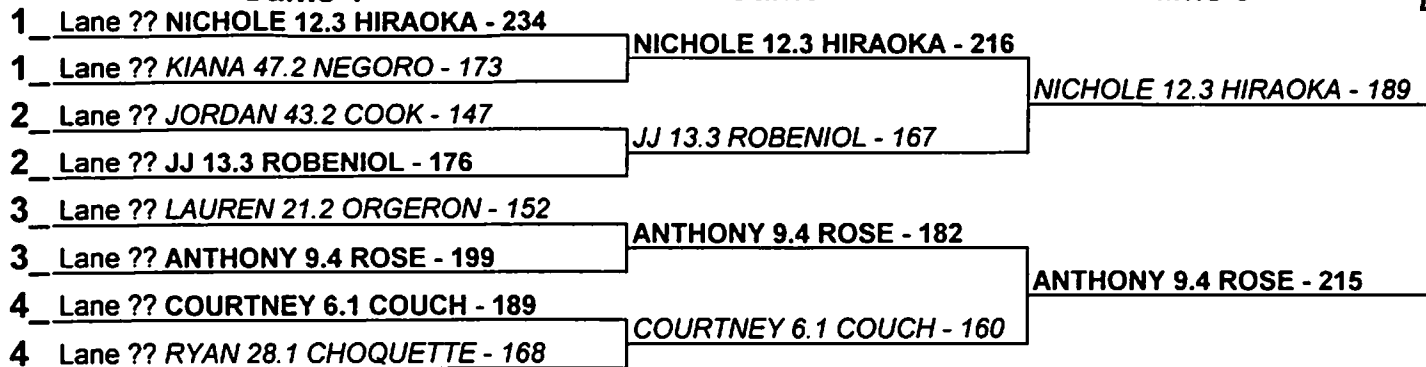 1_ Lane ?? NICHOLE 12.3 HIRAOKA - 234
1_ Lane ?? KIANA 47.2 NEGORO - 173
2_ Lane ?? JORDAN 43.2 COOK - 147
2_ Lane ?? JJ 13.3 ROBENIOL - 176
3_ Lane ?? LAUREN 21.2 ORGERON - 152
3_ Lane ?? ANTHONY 9.4 ROSE - 199
4_ Lane ?? COURTNEY 6.1 COUCH - 189
4 Lane ?? RYAN 28.1 CHOQUETTE - 168
NICHOLE 12.3 HIRAOKA - 216
JJ 13.3 ROBENIOL - 167
ANTHONY 9.4 ROSE - 182
COURTNEY 6.1 COUCH - 160
NICHOLE 12.3 HIRAOKA - 189
ANTHONY 9.4 ROSE - 215